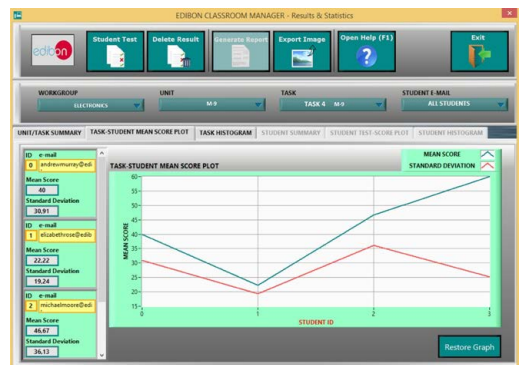 EDIBON CLASSROOM MANAGER - Results & Statistics
edibon
Student Test
Delete Result
Generate Report
Export Image
Open Help (F1)
Exit
WORKGROUP
UNIT
TASK
STUDENT E-MAIL
ELECTRONICS
M-9
TASK 4 M-9
ALL STUDENTS
UNIT/TASK SUMMARY
TASK-STUDENT MEAN SCORE PLOT
TASK HISTOGRAM
STUDENT SUMMARY
STUDENT TEST-SCORE PLOT
STUDENT HISTOGRAM
ID e-mail
0 andrewmurray@edi
Mean Score
40
Standard Deviation
30,91
ID e-mail
1 elizabethrose@edib
Mean Score
22,22
Standard Deviation
19,24
ID e-mail
2 michaelmoore@edi
Mean Score
46,67
Standard Deviation
36,13
TASK-STUDENT MEAN SCORE PLOT
MEAN SCORE
STANDARD DEVIATION
MEAN SCORE
60
55
50
45
40
35
30
25
20
15
0
1
2
3
STUDENT ID
Restore Graph